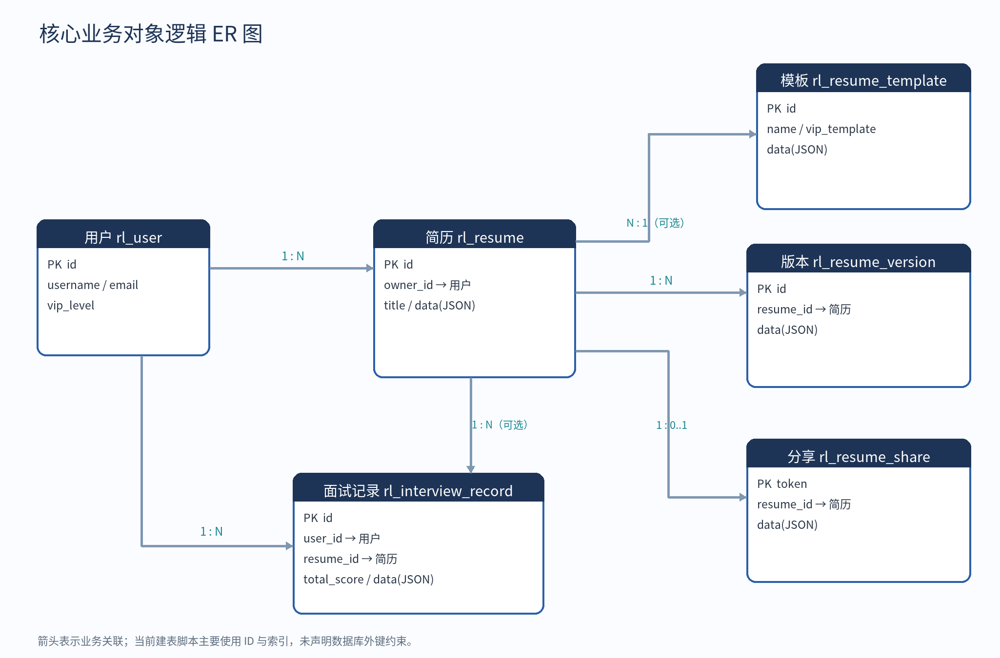 核心业务对象逻辑 ER 图
模板 rl_resume_template
PK id
name / vip_template
data(JSON)
N : 1（可选）
用户 rl_user
PK id
username / email
vip_level
1 : N
简历 rl_resume
PK id
owner_id → 用户
title / data(JSON)
1 : N
版本 rl_resume_version
PK id
resume_id → 简历
data(JSON)
1 : N（可选）
1 : 0..1
分享 rl_resume_share
PK token
resume_id → 简历
data(JSON)
1 : N
面试记录 rl_interview_record
PK id
user_id → 用户
resume_id → 简历
total_score / data(JSON)
箭头表示业务关联；当前建表脚本主要使用 ID 与索引，未声明数据库外键约束。